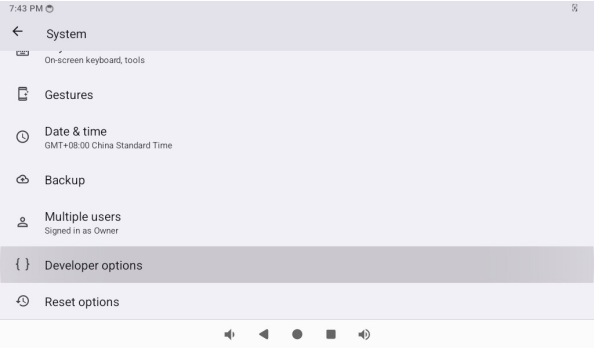 7:43 PM
System
On-screen keyboard, tools
Gestures
Date & time
GMT+08:00 China Standard Time
Backup
Multiple users
Signed in as Owner
{ } Developer options
Reset options